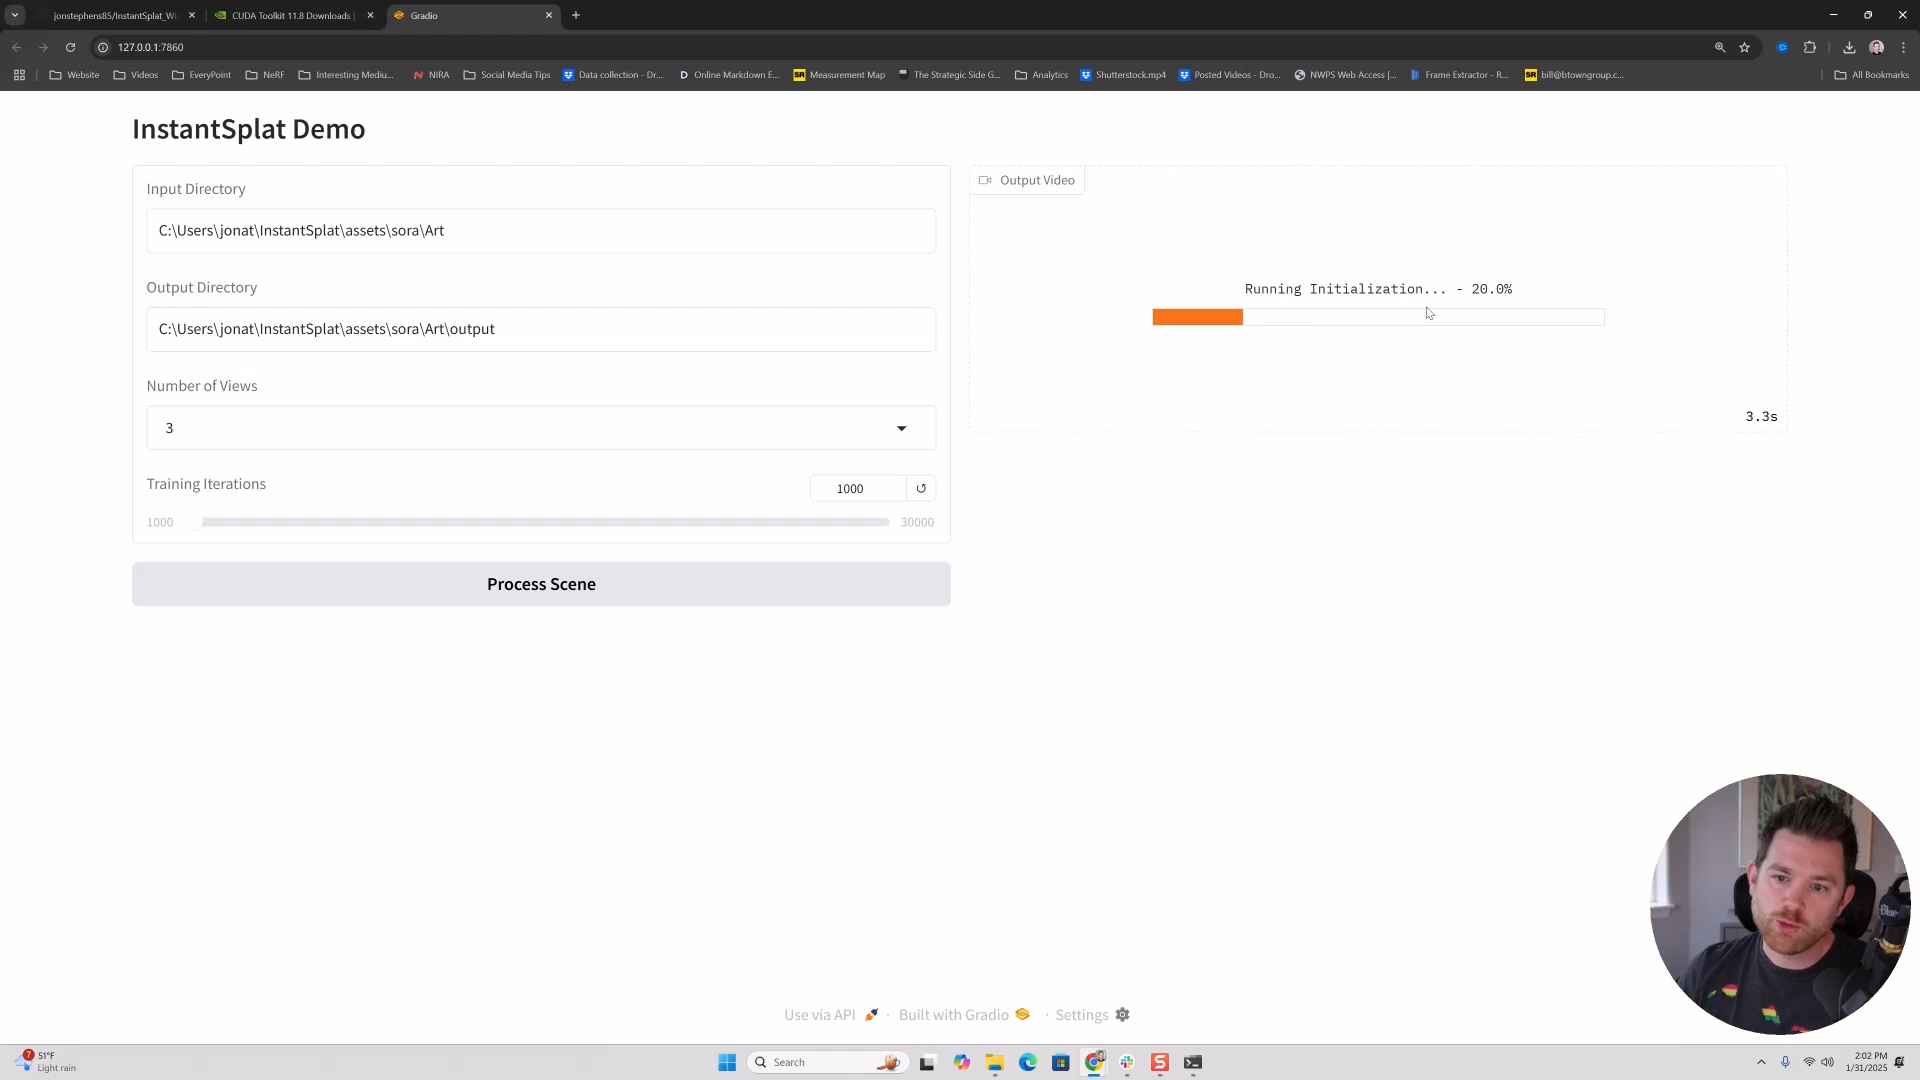 jonstephens85/InstantSplat_Wi
CUDA Toolkit 11.8 Downloads |
Gradio
127.0.0.1:7860
Website
Videos
EveryPoint
NeRF
Interesting Mediu...
NIRA
Social Media Tips
Data collection - Dr...
Online Markdown E...
Measurement Map
The Strategic Side G...
Analytics
Shutterstock.mp4
Posted Videos - Dro...
NWPS Web Access [...
Frame Extractor - R...
bill@btowngroup.c...
All Bookmarks
InstantSplat Demo
Input Directory
C:\Users\jonat\InstantSplat\assets\sora\Art
Output Directory
C:\Users\jonat\InstantSplat\assets\sora\Art\output
Number of Views
3
Training Iterations
1000
1000
30000
Process Scene
Output Video
Running Initialization... - 20.0%
3.3s
Use via API
· Built with Gradio
· Settings
Blue
7
51°F
Light rain
Search
2:02 PM
1/31/2025